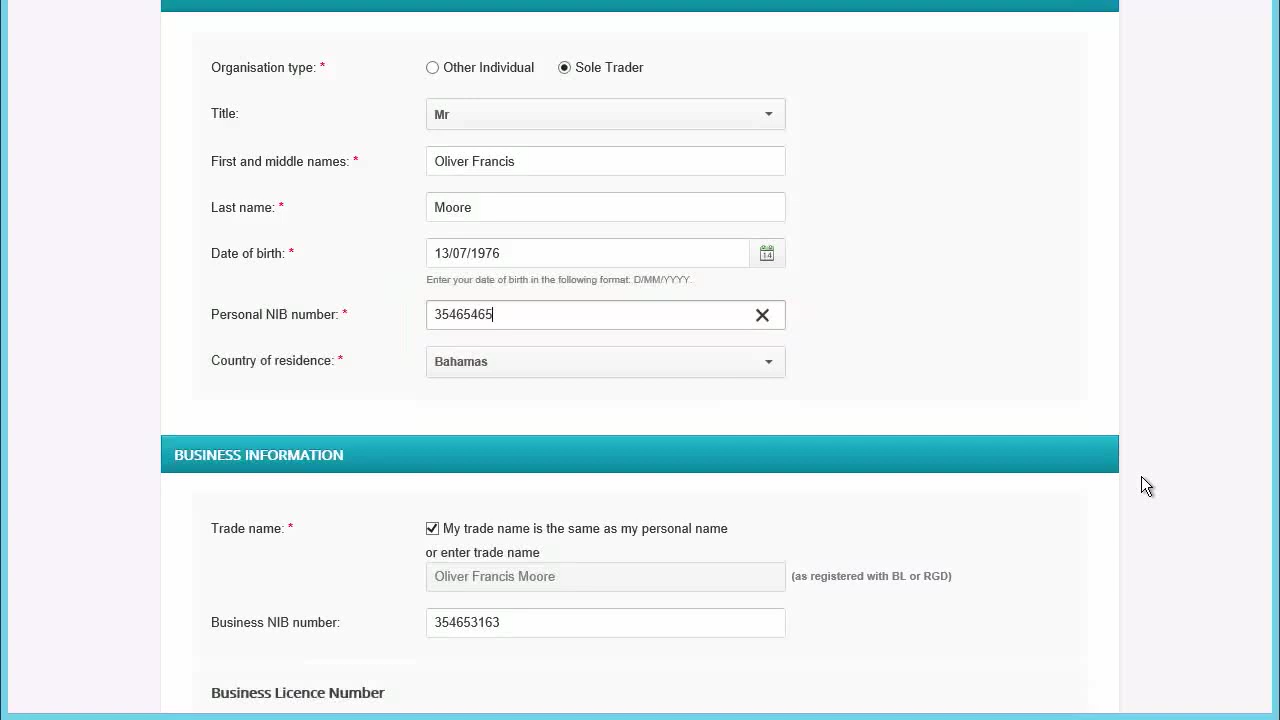 Organisation type: * Other Individual Sole Trader
Title: Mr
First and middle names: * Oliver Francis
Last name: * Moore
Date of birth: * 13/07/1976
14
Enter your date of birth in the following format: D/MM/YYYY.
Personal NIB number: * 35465465
Country of residence: * Bahamas
BUSINESS INFORMATION
Trade name: * My trade name is the same as my personal name
or enter trade name
Oliver Francis Moore (as registered with BL or RGD)
Business NIB number: 354653163
Business Licence Number